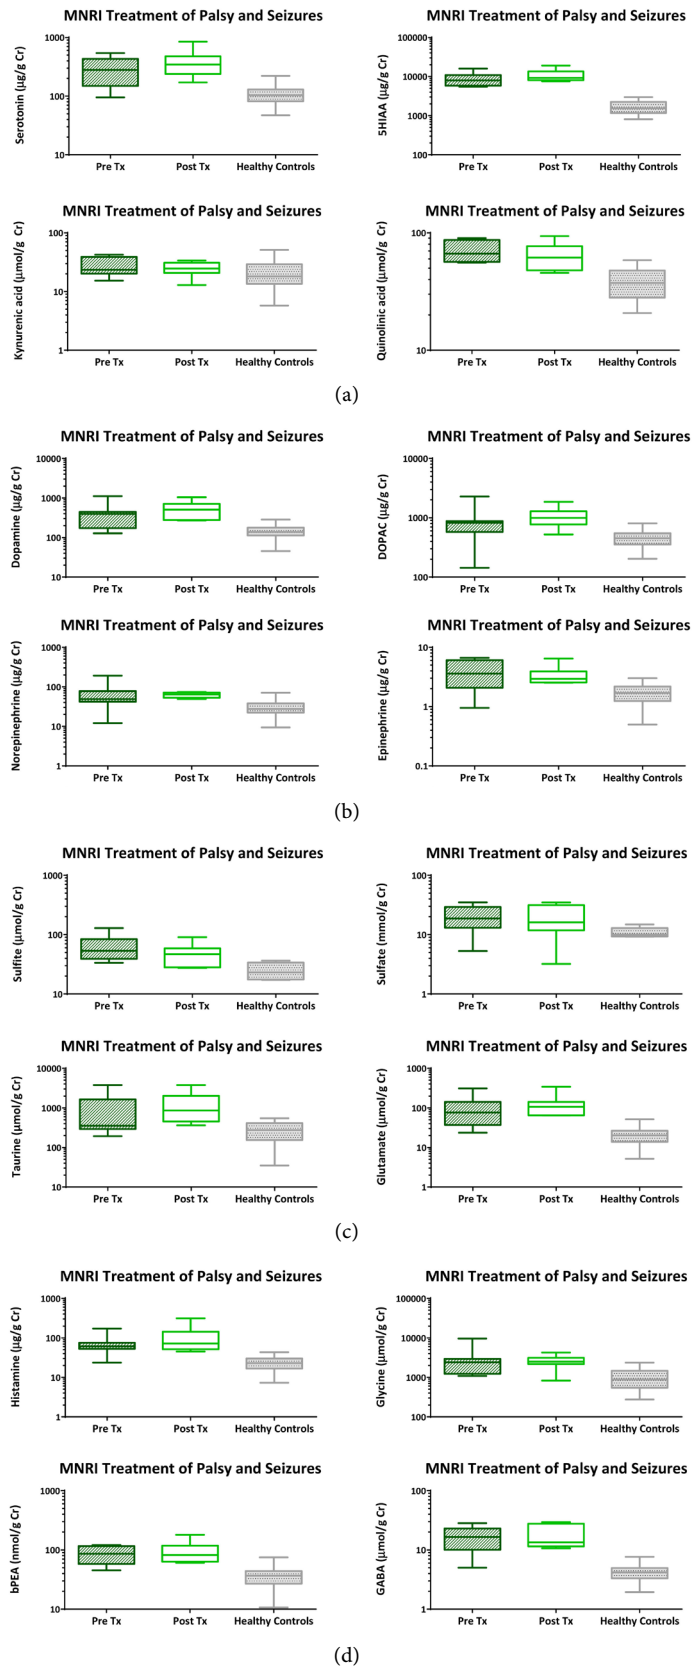 MNRI Treatment of Palsy and Seizures
Serotonin (µg/g Cr)
1000
100
10
Pre Tx Post Tx Healthy Controls
MNRI Treatment of Palsy and Seizures
5HIAA (µg/g Cr)
100000
10000
1000
100
Pre Tx Post Tx Healthy Controls
MNRI Treatment of Palsy and Seizures
Kynurenic acid (µmol/g Cr)
100
10
1
Pre Tx Post Tx Healthy Controls
MNRI Treatment of Palsy and Seizures
Quinolinic acid (µmol/g Cr)
100
10
Pre Tx Post Tx Healthy Controls
(a)
MNRI Treatment of Palsy and Seizures
Dopamine (µg/g Cr)
10000
1000
100
10
Pre Tx Post Tx Healthy Controls
MNRI Treatment of Palsy and Seizures
DOPAC (µg/g Cr)
10000
1000
100
Pre Tx Post Tx Healthy Controls
MNRI Treatment of Palsy and Seizures
Norepinephrine (µg/g Cr)
1000
100
10
1
Pre Tx Post Tx Healthy Controls
MNRI Treatment of Palsy and Seizures
Epinephrine (µg/g Cr)
10
1
0.1
Pre Tx Post Tx Healthy Controls
(b)
MNRI Treatment of Palsy and Seizures
Sulfite (µmol/g Cr)
1000
100
10
Pre Tx Post Tx Healthy Controls
MNRI Treatment of Palsy and Seizures
Sulfate (mmol/g Cr)
100
10
1
Pre Tx Post Tx Healthy Controls
MNRI Treatment of Palsy and Seizures
Taurine (µmol/g Cr)
10000
1000
100
10
Pre Tx Post Tx Healthy Controls
MNRI Treatment of Palsy and Seizures
Glutamate (µmol/g Cr)
1000
100
10
1
Pre Tx Post Tx Healthy Controls
(c)
MNRI Treatment of Palsy and Seizures
Histamine (µg/g Cr)
1000
100
10
1
Pre Tx Post Tx Healthy Controls
MNRI Treatment of Palsy and Seizures
Glycine (µmol/g Cr)
100000
10000
1000
100
Pre Tx Post Tx Healthy Controls
MNRI Treatment of Palsy and Seizures
bPEA (nmol/g Cr)
1000
100
10
Pre Tx Post Tx Healthy Controls
MNRI Treatment of Palsy and Seizures
GABA (µmol/g Cr)
100
10
1
Pre Tx Post Tx Healthy Controls
(d)